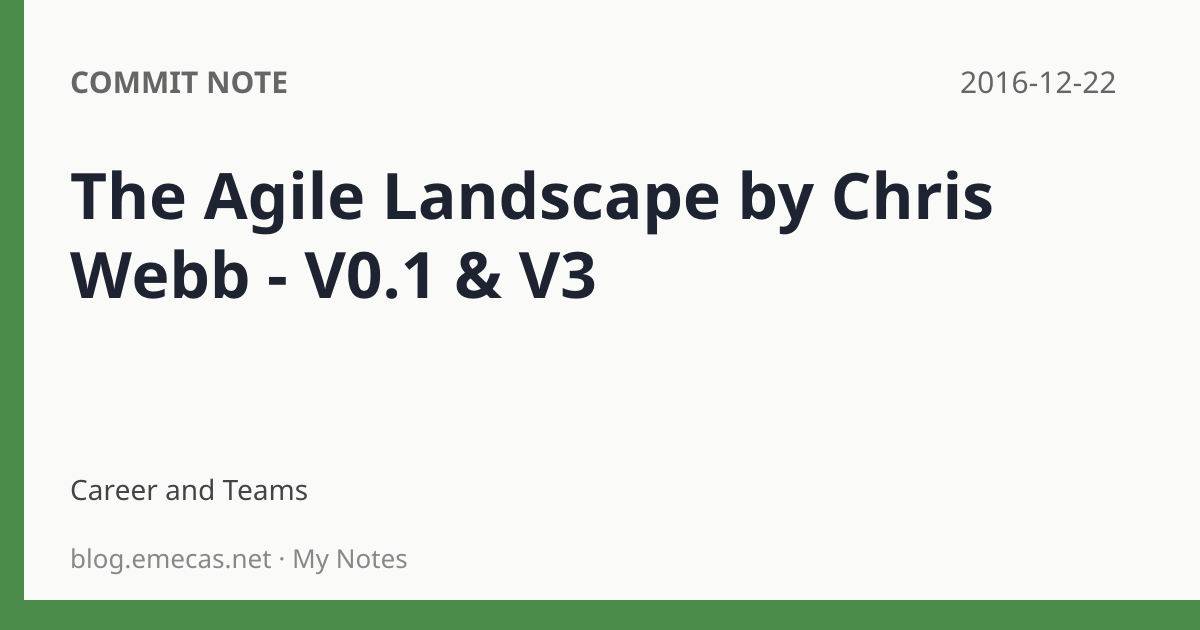 COMMIT NOTE
2016-12-22
The Agile Landscape by Chris
Webb - V0.1 & V3
Career and Teams
blog.emecas.net · My Notes